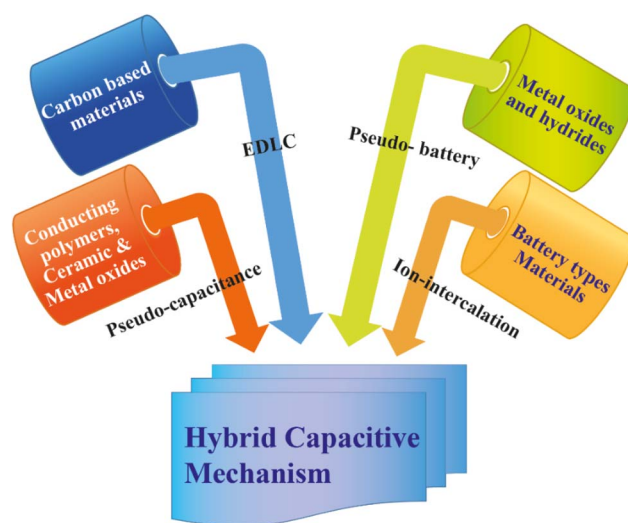 Carbon based
materials
EDLC
Conducting
polymers,
Ceramic &
Metal oxides
Pseudo-capacitance
Metal oxides
and hydrides
Pseudo- battery
Battery types
Materials
Ion-intercalation
Hybrid Capacitive
Mechanism